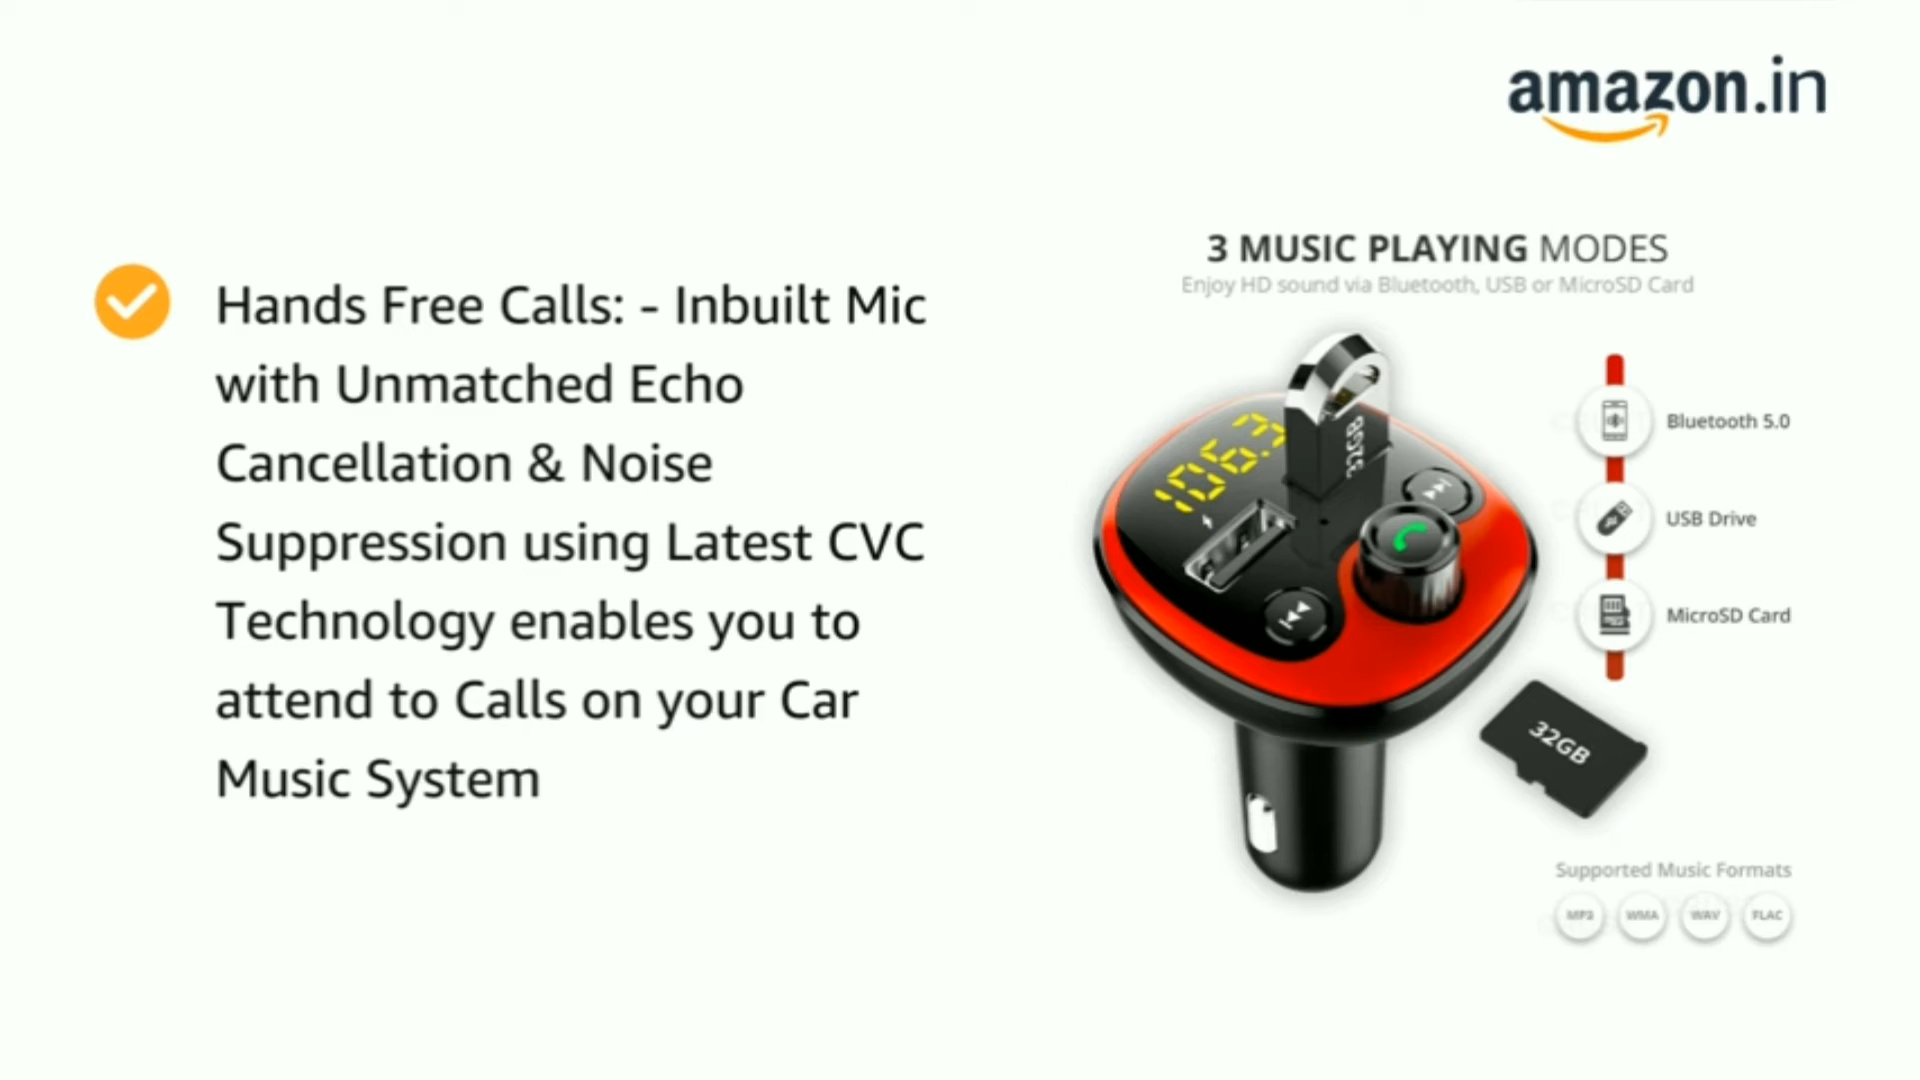 amazon.in
Hands Free Calls: - Inbuilt Mic
with Unmatched Echo
Cancellation & Noise
Suppression using Latest CVC
Technology enables you to
attend to Calls on your Car
Music System
3 MUSIC PLAYING MODES
Enjoy HD sound via Bluetooth, USB or MicroSD Card
106.3
32GB
Bluetooth 5.0
USB Drive
MicroSD Card
32GB
Supported Music Formats
MP3 WMA WAV FLAC